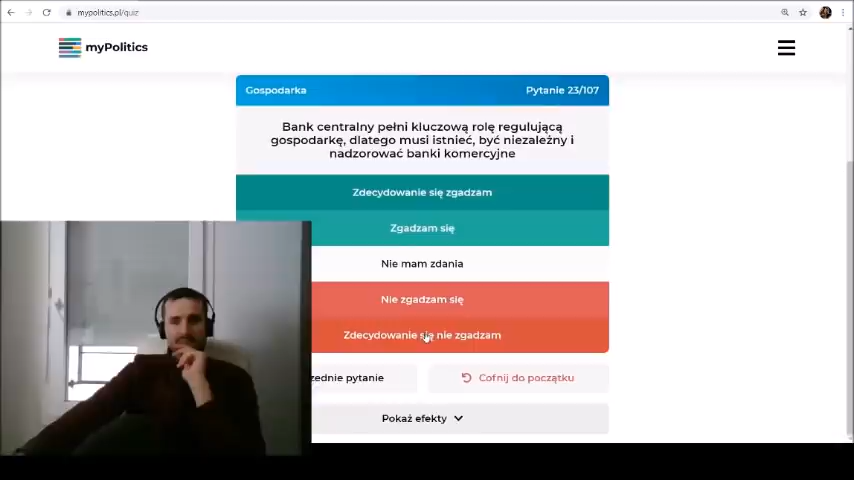 mypolitics.pl/quiz
myPolitics
Gospodarka
Pytanie 23/107
Bank centralny pełni kluczową rolę regulującą
gospodarkę, dlatego musi istnieć, być niezależny i
nadzorować banki komercyjne
Zdecydowanie się zgadzam
Zgadzam się
Nie mam zdania
Nie zgadzam się
Zdecydowanie się nie zgadzam
zednie pytanie
Cofnij do początku
Pokaż efekty